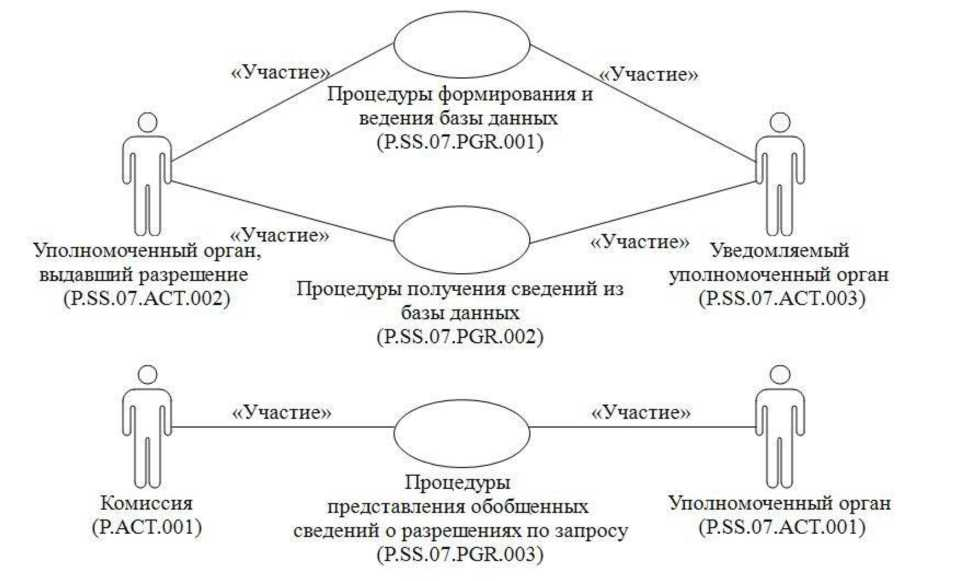 «Участие»
«Участие»
Процедуры формирования и
ведения базы данных
(P.SS.07.PGR.001)
«Участие»
«Участие»
Уполномоченный орган,
выдавший разрешение
(P.SS.07.ACT.002)
Уведомляемый
уполномоченный орган
(P.SS.07.ACT.003)
Процедуры получения сведений из
базы данных
(P.SS.07.PGR.002)
«Участие»
«Участие»
Комиссия
(P.ACT.001)
Процедуры
представления обобщенных
сведений о разрешениях по запросу
(P.SS.07.PGR.003)
Уполномоченный орган
(P.SS.07.ACT.001)